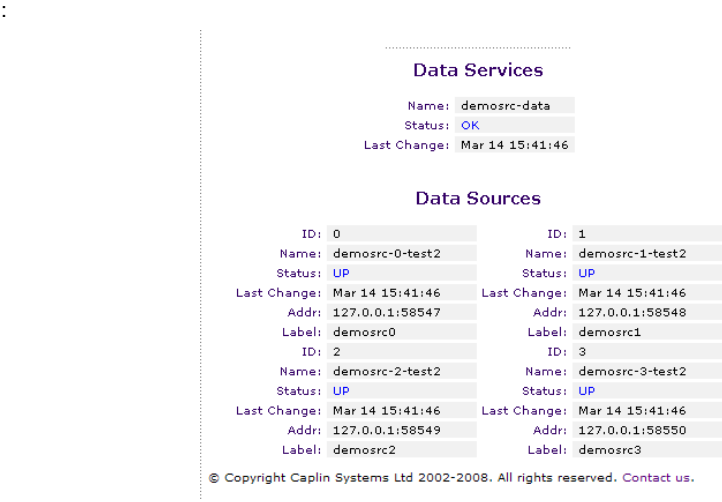 :
Data Services
Name: demosrc-data
Status: OK
Last Change: Mar 14 15:41:46
Data Sources
ID: 0 ID: 1
Name: demosrc-0-test2 Name: demosrc-1-test2
Status: UP Status: UP
Last Change: Mar 14 15:41:46 Last Change: Mar 14 15:41:46
Addr: 127.0.0.1:58547 Addr: 127.0.0.1:58548
Label: demosrc0 Label: demosrc1
ID: 2 ID: 3
Name: demosrc-2-test2 Name: demosrc-3-test2
Status: UP Status: UP
Last Change: Mar 14 15:41:46 Last Change: Mar 14 15:41:46
Addr: 127.0.0.1:58549 Addr: 127.0.0.1:58550
Label: demosrc2 Label: demosrc3
© Copyright Caplin Systems Ltd 2002-2008. All rights reserved. Contact us.